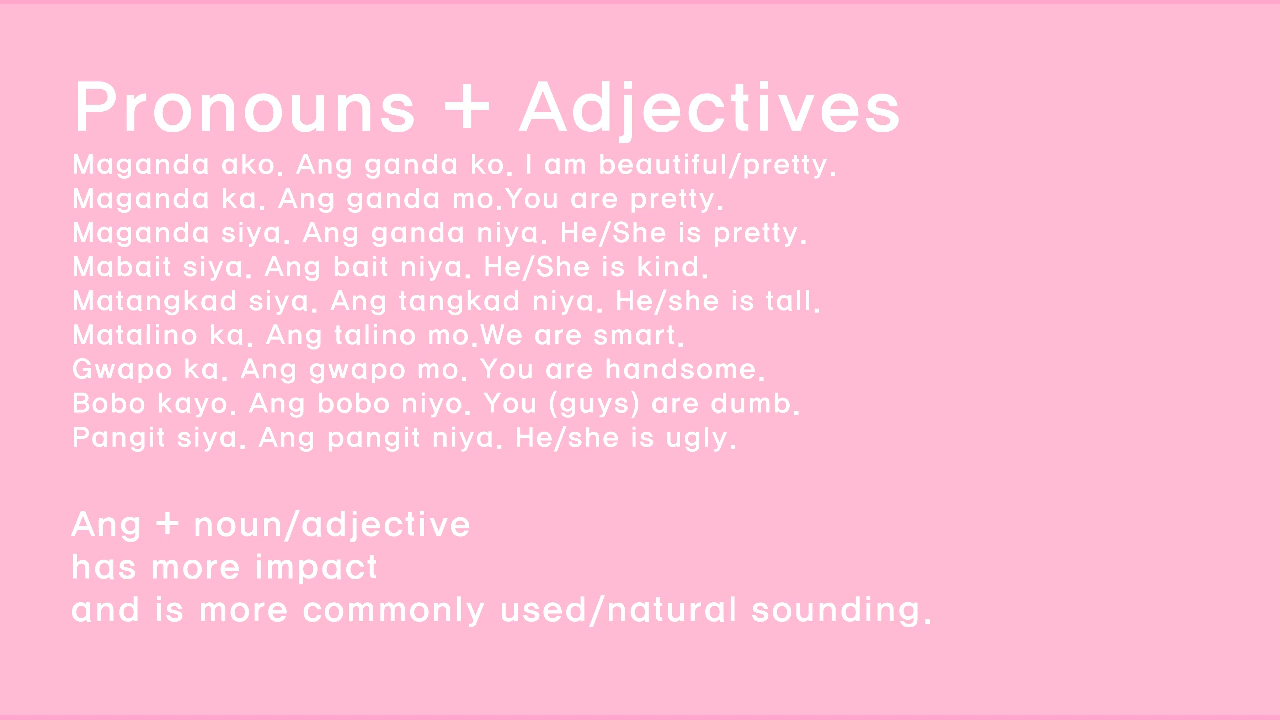 Pronouns + Adjectives
Maganda ako. Ang ganda ko. I am beautiful/pretty.
Maganda ka. Ang ganda mo.You are pretty.
Maganda siya. Ang ganda niya. He/She is pretty.
Mabait siya. Ang bait niya. He/She is kind.
Matangkad siya. Ang tangkad niya. He/she is tall.
Matalino ka. Ang talino mo.We are smart.
Gwapo ka. Ang gwapo mo. You are handsome.
Bobo kayo. Ang bobo niyo. You (guys) are dumb.
Pangit siya. Ang pangit niya. He/she is ugly.
Ang + noun/adjective
has more impact
and is more commonly used/natural sounding.